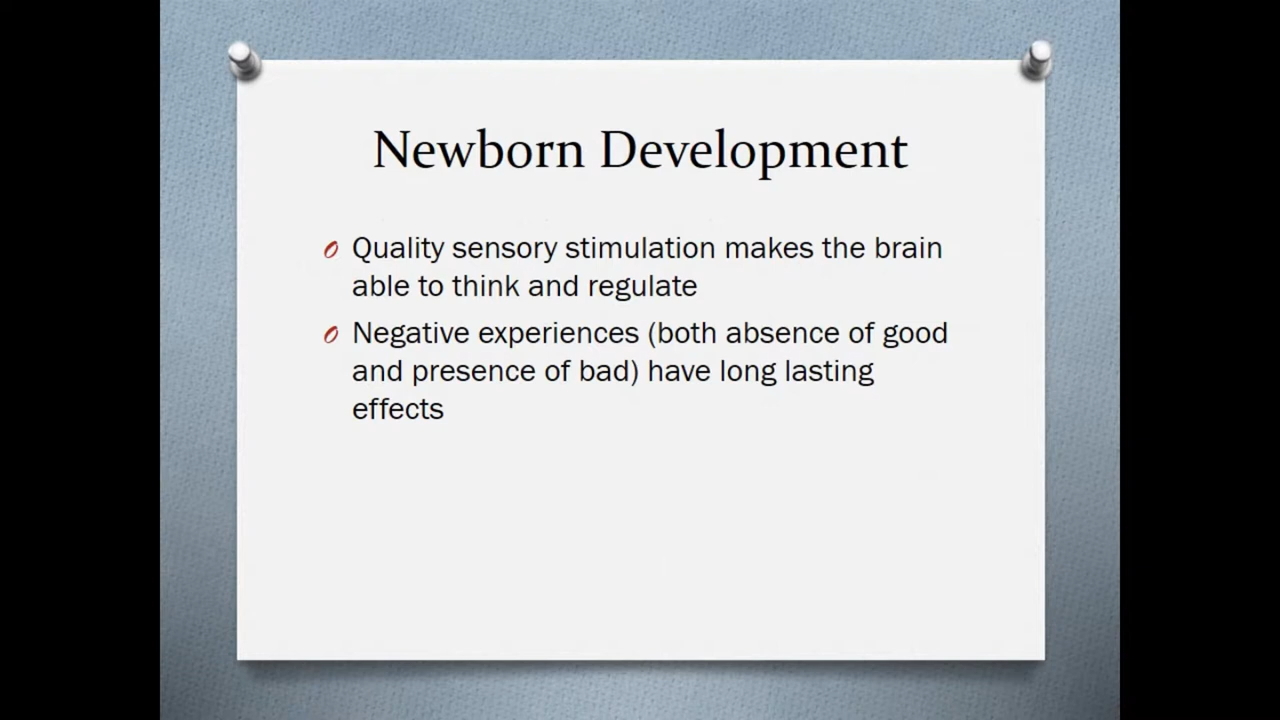 Newborn Development
Quality sensory stimulation makes the brain
able to think and regulate
Negative experiences (both absence of good
and presence of bad) have long lasting
effects